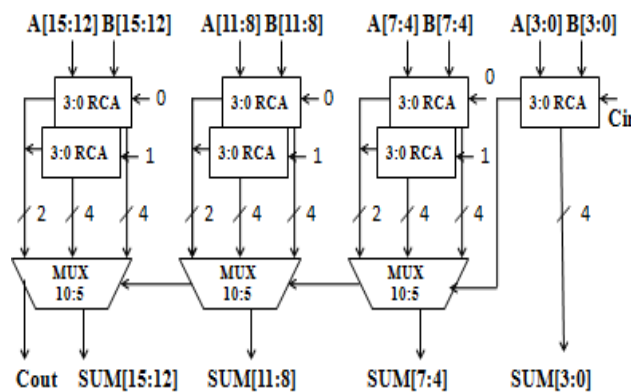 A[15:12] B[15:12] A[11:8] B[11:8] A[7:4] B[7:4] A[3:0] B[3:0]
3:0 RCA 0 3:0 RCA 0 3:0 RCA 0 3:0 RCA
Cin
3:0 RCA 1 3:0 RCA 1 3:0 RCA 1
2 4 4 2 4 4 2 4 4 4
MUX MUX MUX
10:5 10:5 10:5
Cout SUM[15:12] SUM[11:8] SUM[7:4] SUM[3:0]